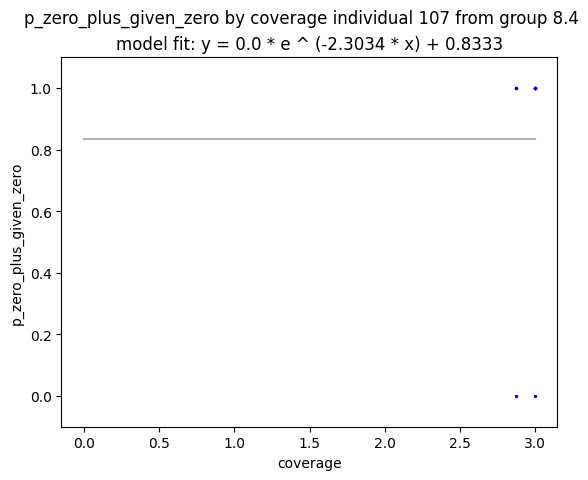 p_zero_plus_given_zero by coverage individual 107 from group 8.4
model fit: y = 0.0 * e ^ (-2.3034 * x) + 0.8333
1.0
0.8
0.6
0.4
0.2
0.0
p_zero_plus_given_zero
0.0 0.5 1.0 1.5 2.0 2.5 3.0
coverage